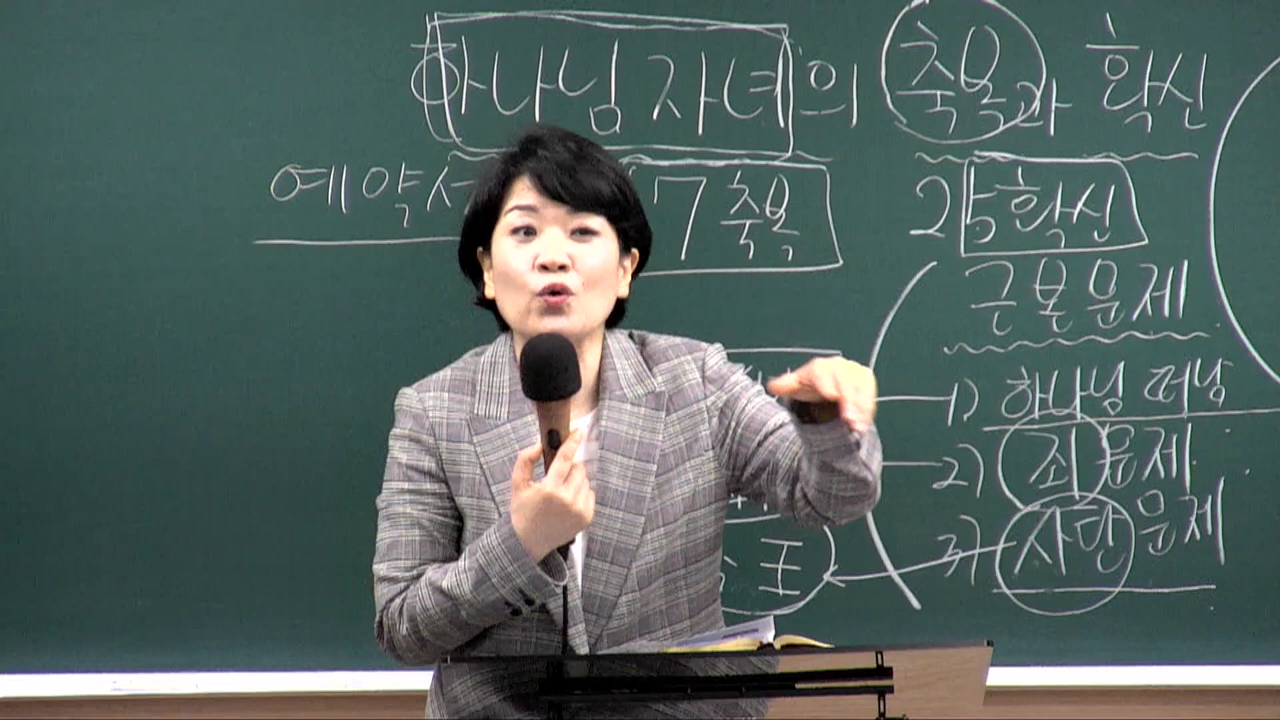 하나님 자녀의 축복과 확신
예약서 7축복 25확신
근본문제
1) 하나님 떠남
2) 죄문제
3) 사단문제
王